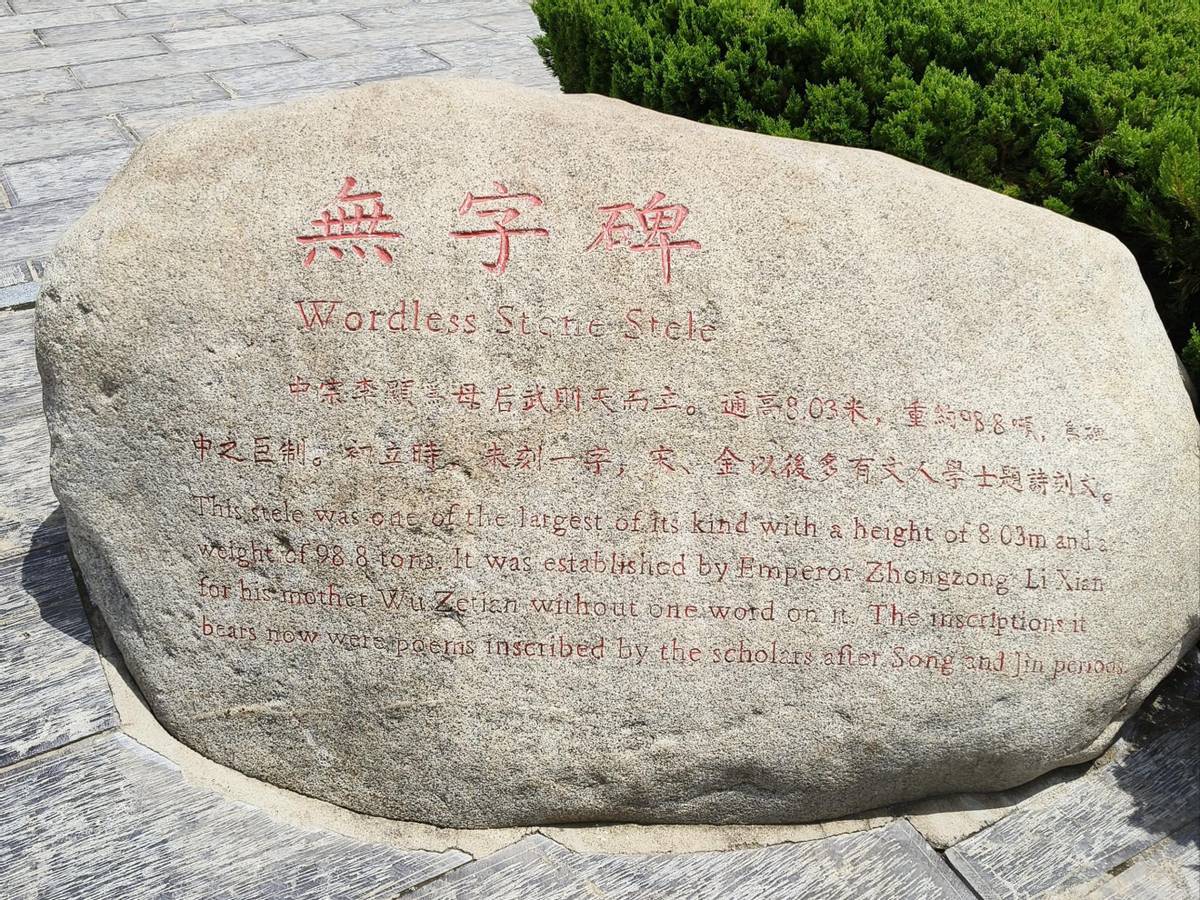 無字碑
Wordless Stone Stele
中宗李顯為母后武則天而立。通高8.03米，重約98.8噸，為碑
中之巨制。初立時，未刻一字，宋、金以後多有文人學士題詩刻文。
This stele was one of the largest of its kind with a height of 8.03m and a
weight of 98.8 tons. It was established by Emperor Zhongzong Li Xian
for his mother Wu Zetian without one word on it. The inscriptions it
bears now were poems inscribed by the scholars after Song and Jin periods.